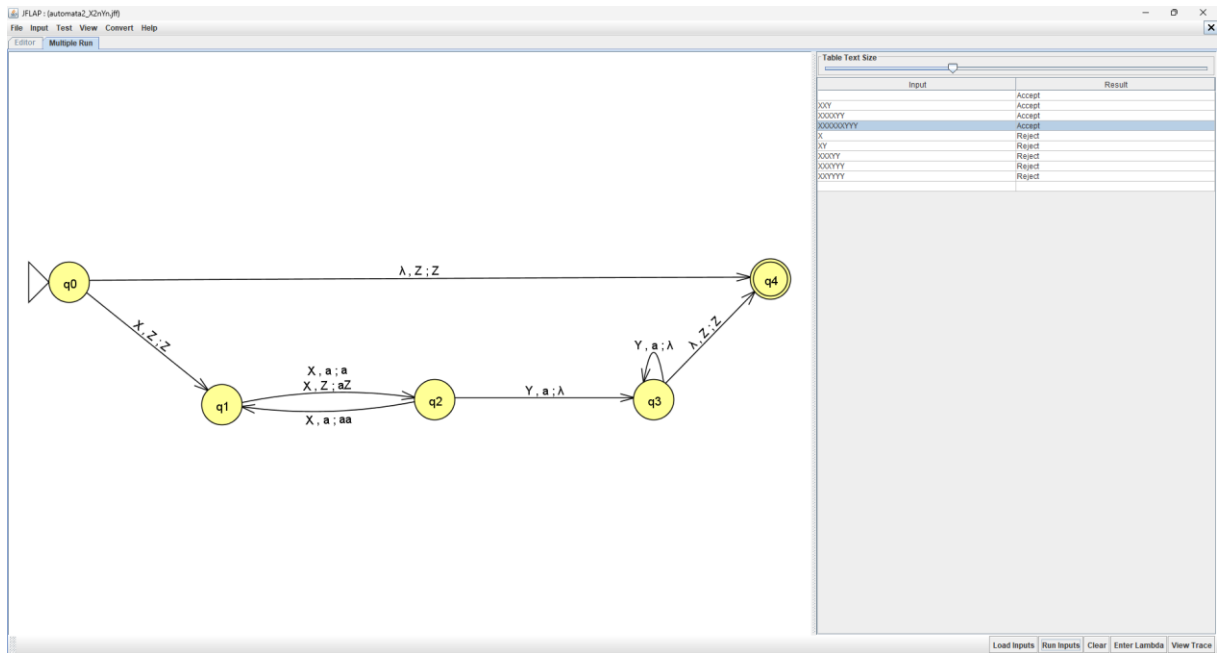 JFLAP : (automata2_X2nYn.jff)
File Input Test View Convert Help
Editor Multiple Run
Table Text Size
Input Result
Accept
XXY Accept
XXXXYY Accept
XXXXXXYYY Accept
X Reject
XY Reject
XXXYY Reject
XXXYYY Reject
XXYYYY Reject
λ , Z ; Z
q0
q4
X , Z ; Z
λ , Z ; Z
Y , a ; λ
X , a ; a
X , Z ; aZ
q1
q2
Y , a ; λ
q3
X , a ; aa
Load Inputs Run Inputs Clear Enter Lambda View Trace